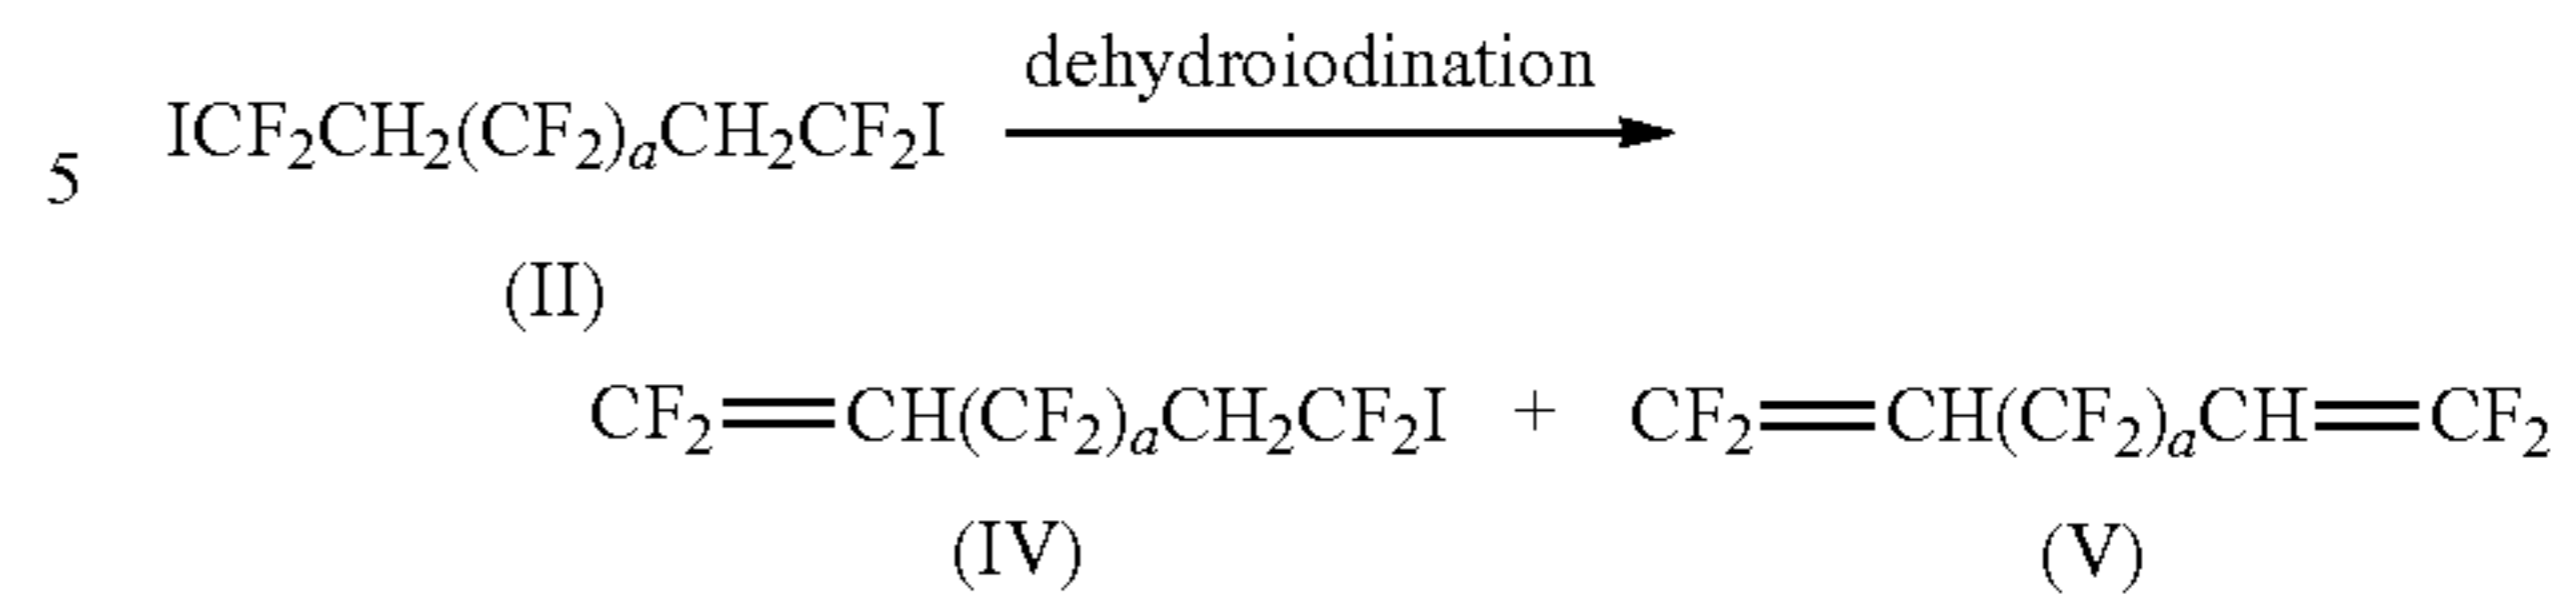 dehydroiodination
5 ICF₂CH₂(CF₂)ₐCH₂CF₂I
(II)
CF₂=CH(CF₂)ₐCH₂CF₂I + CF₂=CH(CF₂)ₐCH=CF₂
(IV) (V)